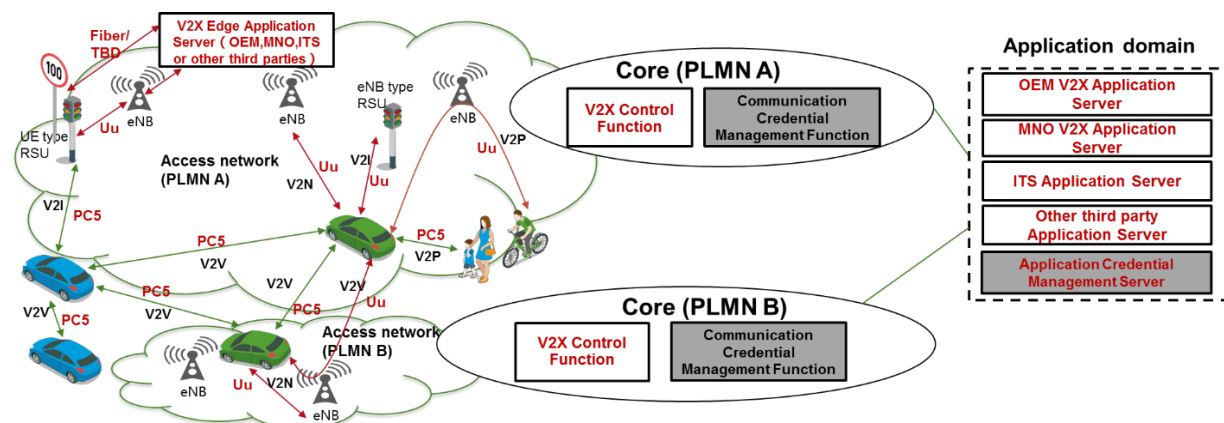 Fiber/
TBD
V2X Edge Application
Server（OEM,MNO,ITS
or other third parties）
100
eNB
Uu
UE type
RSU
eNB
eNB type
RSU
eNB
Access network
(PLMN A)
Uu
V2N
V2I
Uu
Uu
V2P
V2I
PC5
PC5
V2V
PC5
V2P
V2V
V2V
Uu
PC5
V2V
PC5
V2V
PC5
Access network
(PLMN B)
eNB
Uu
V2N
eNB
Core (PLMN A)
V2X Control
Function
Communication
Credential
Management Function
Core (PLMN B)
V2X Control
Function
Communication
Credential
Management Function
Application domain
OEM V2X Application
Server
MNO V2X Application
Server
ITS Application Server
Other third party
Application Server
Application Credential
Management Server